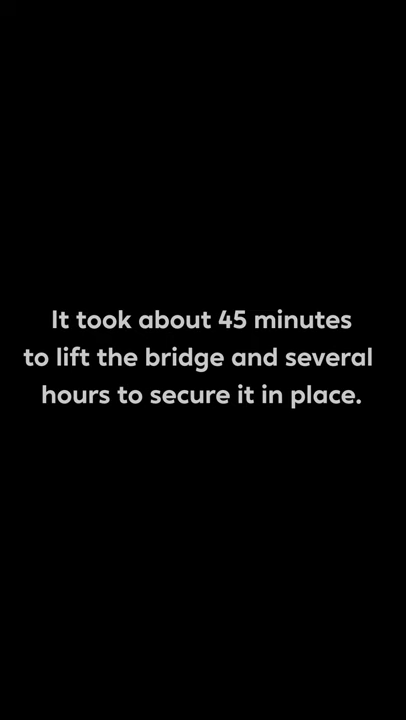 It took about 45 minutes
to lift the bridge and several
hours to secure it in place.